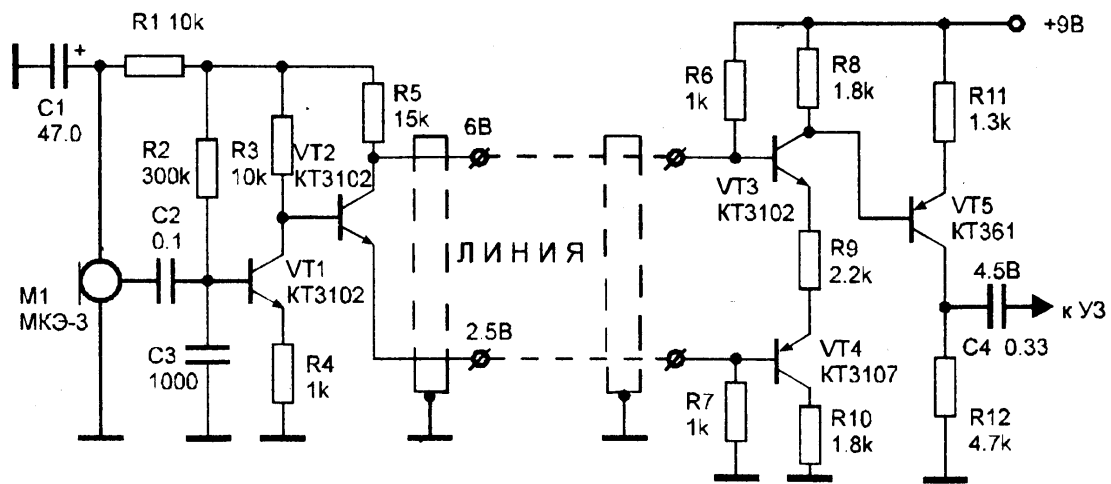 R1 10k
+
C1
47.0
R2
300k
R3
10k
VT2
КТ3102
R5
15k
6В
C2
0.1
VT1
КТ3102
М1
МКЭ-3
C3
1000
R4
1k
ЛИНИЯ
2.5В
R6
1k
R8
1.8k
+9В
R11
1.3k
VT3
КТ3102
VT5
КТ361
R9
2.2k
4.5В
к УЗ
C4 0.33
VT4
КТ3107
R7
1k
R10
1.8k
R12
4.7k